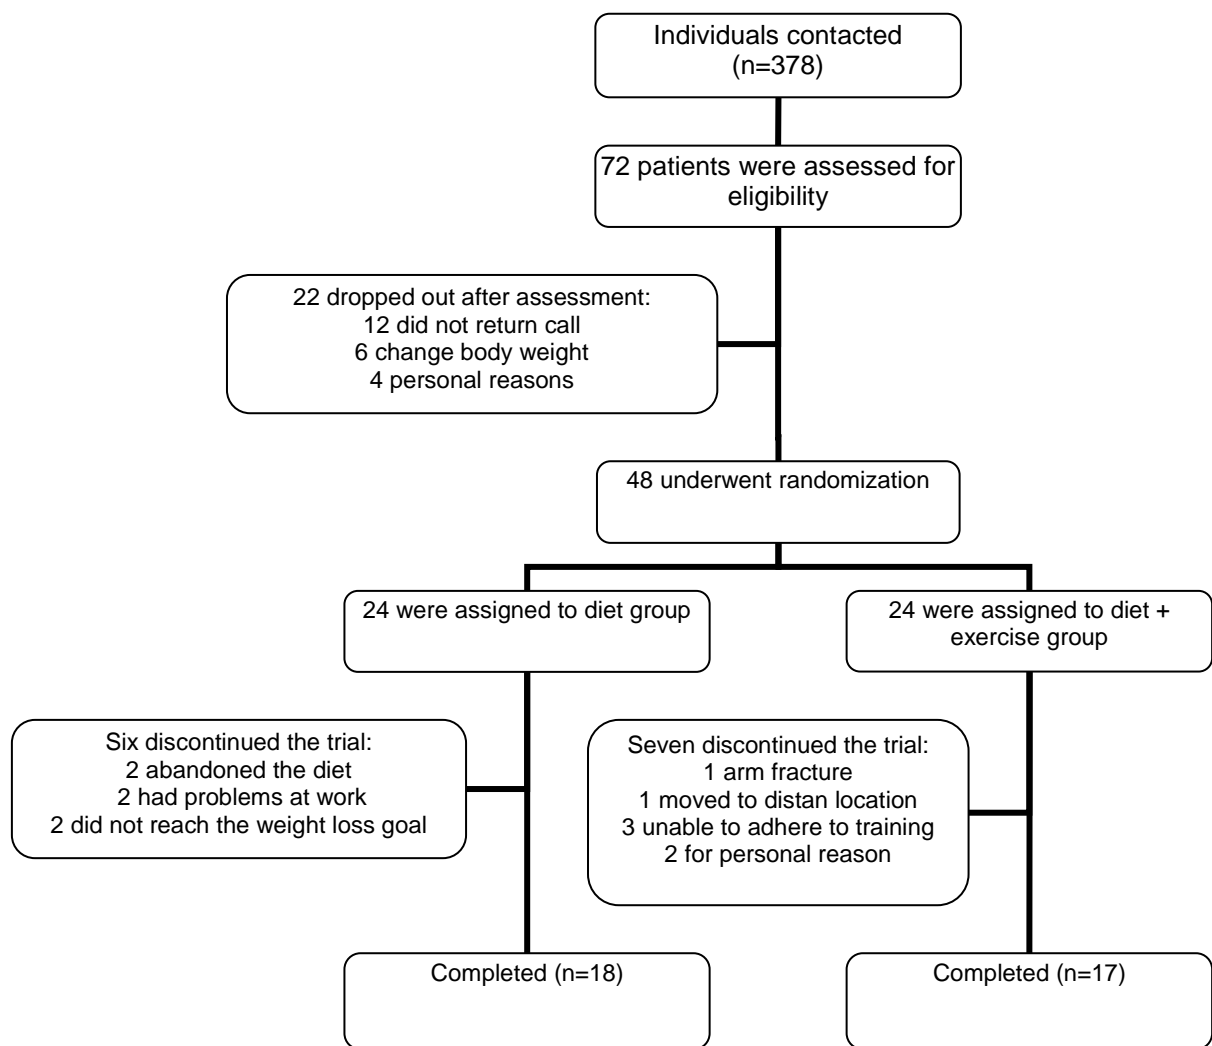 Individuals contacted
(n=378)
72 patients were assessed for
eligibility
22 dropped out after assessment:
12 did not return call
6 change body weight
4 personal reasons
48 underwent randomization
24 were assigned to diet group
24 were assigned to diet +
exercise group
Six discontinued the trial:
2 abandoned the diet
2 had problems at work
2 did not reach the weight loss goal
Seven discontinued the trial:
1 arm fracture
1 moved to distan location
3 unable to adhere to training
2 for personal reason
Completed (n=18)
Completed (n=17)